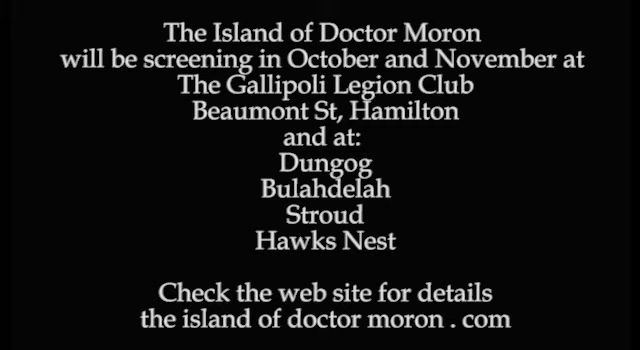 The Island of Doctor Moron
will be screening in October and November at
The Gallipoli Legion Club
Beaumont St, Hamilton
and at:
Dungog
Bulahdelah
Stroud
Hawks Nest
Check the web site for details
the island of doctor moron . com